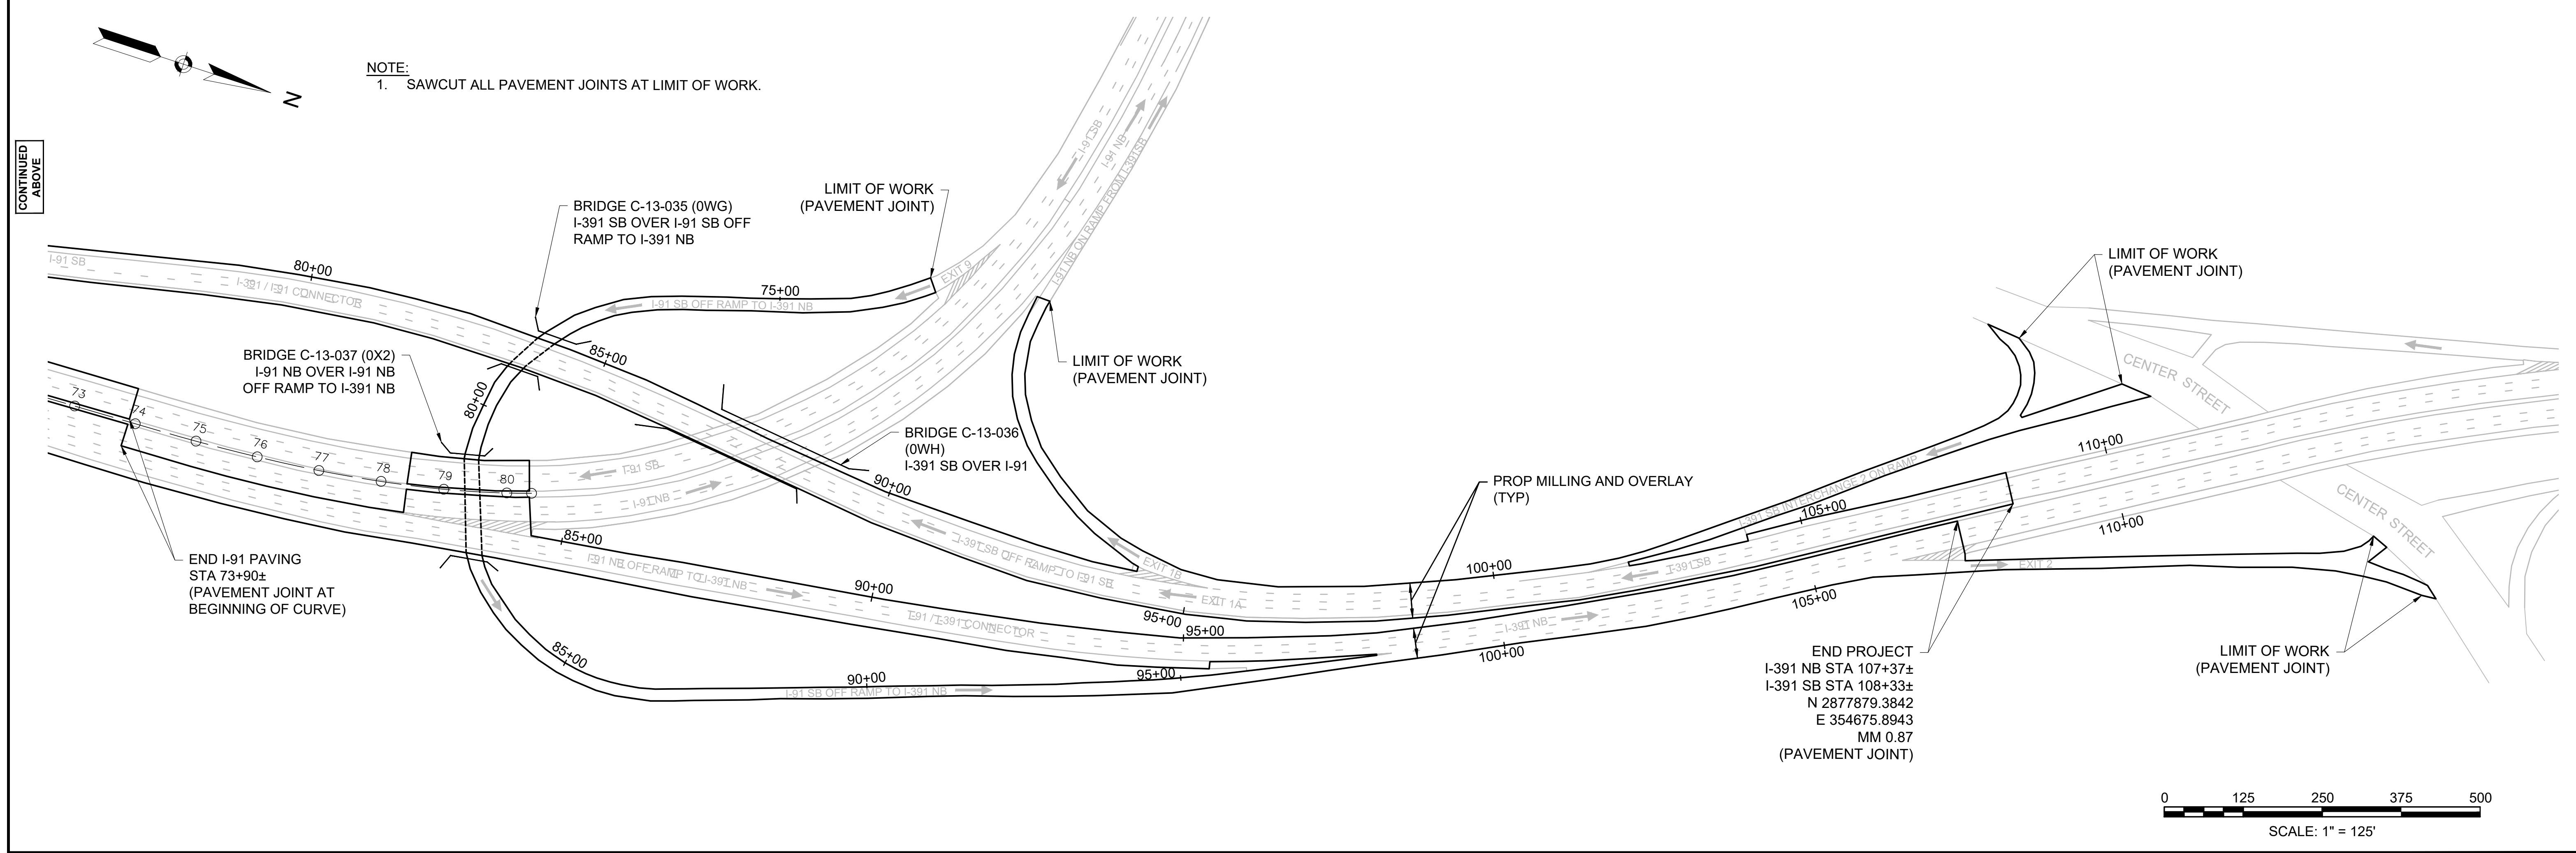 NOTE:
1. SAWCUT ALL PAVEMENT JOINTS AT LIMIT OF WORK.
N
CONTINUED
ABOVE
I-91 SB
I-91 NB
I-91 NB ON RAMP FROM I-391SB
LIMIT OF WORK
(PAVEMENT JOINT)
BRIDGE C-13-035 (0WG)
I-391 SB OVER I-91 SB OFF
RAMP TO I-391 NB
EXIT 9
75+00
I-91 SB OFF RAMP TO I-391 NB
I-91 SB
80+00
I-391 / I-91 CONNECTOR
BRIDGE C-13-037 (0X2)
I-91 NB OVER I-91 NB
OFF RAMP TO I-391 NB
85+00
80+00
LIMIT OF WORK
(PAVEMENT JOINT)
LIMIT OF WORK
(PAVEMENT JOINT)
CENTER STREET
73
74
75
76
77
78
79
80
I-91 SB
I-91 NB
BRIDGE C-13-036
(0WH)
I-391 SB OVER I-91
90+00
PROP MILLING AND OVERLAY
(TYP)
I-391 SB INTERCHANGE 2 ON RAMP
105+00
110+00
110+00
CENTER STREET
END I-91 PAVING
STA 73+90±
(PAVEMENT JOINT AT
BEGINNING OF CURVE)
85+00
I-91 NB OFF RAMP TO I-391 NB
90+00
I-391 SB OFF RAMP TO I-91 SB
EXIT 1B
EXIT 1A
100+00
I-391 SB
EXIT 2
95+00
95+00
I-91 / I-391 CONNECTOR
I-391 NB
100+00
105+00
85+00
90+00
95+00
I-91 SB OFF RAMP TO I-391 NB
END PROJECT
I-391 NB STA 107+37±
I-391 SB STA 108+33±
N 2877879.3842
E 354675.8943
MM 0.87
(PAVEMENT JOINT)
LIMIT OF WORK
(PAVEMENT JOINT)
0 125 250 375 500
SCALE: 1" = 125'